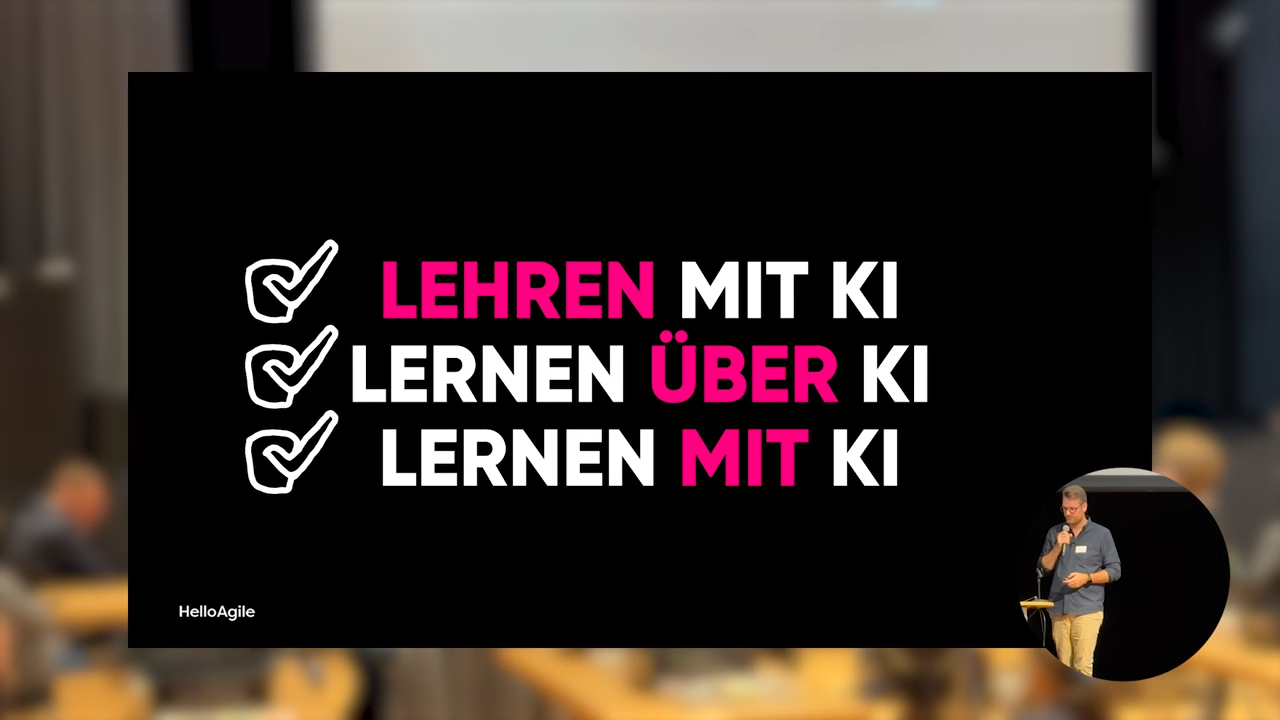 LEHREN MIT KI
LERNEN ÜBER KI
LERNEN MIT KI
HelloAgile